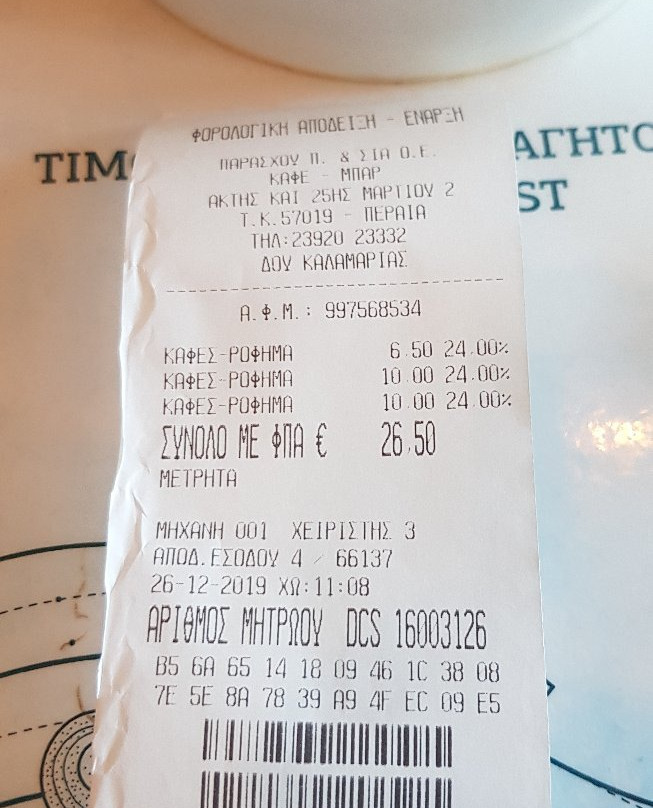 ΦΟΡΟΛΟΓΙΚΗ ΑΠΟΔΕΙΞΗ - ΕΝΑΡΞΗ
ΠΑΡΑΣΧΟΥ Π. & ΣΙΑ Ο.Ε.
ΚΑΦΕ - ΜΠΑΡ
ΑΚΤΗΣ ΚΑΙ 25ΗΣ ΜΑΡΤΙΟΥ 2
Τ.Κ.57019 - ΠΕΡΑΙΑ
ΤΗΛ:23920 23332
ΔΟΥ ΚΑΛΑΜΑΡΙΑΣ
Α.Φ.Μ.: 997568534
ΚΑΦΕΣ-ΡΟΦΗΜΑ 6.50 24.00%
ΚΑΦΕΣ-ΡΟΦΗΜΑ 10.00 24.00%
ΚΑΦΕΣ-ΡΟΦΗΜΑ 10.00 24.00%
ΣΥΝΟΛΟ ΜΕ ΦΠΑ € 26,50
ΜΕΤΡΗΤΑ
ΜΗΧΑΝΗ 001 ΧΕΙΡΙΣΤΗΣ 3
ΑΠΟΔ.ΕΣΟΔΟΥ 4 / 66137
26-12-2019 ΧΩ:11:08
ΑΡΙΘΜΟΣ ΜΗΤΡΩΟΥ DCS 16003126
B5 6A 65 14 18 09 46 1C 38 08
7E 5E 8A 78 39 A9 4F EC 09 E5